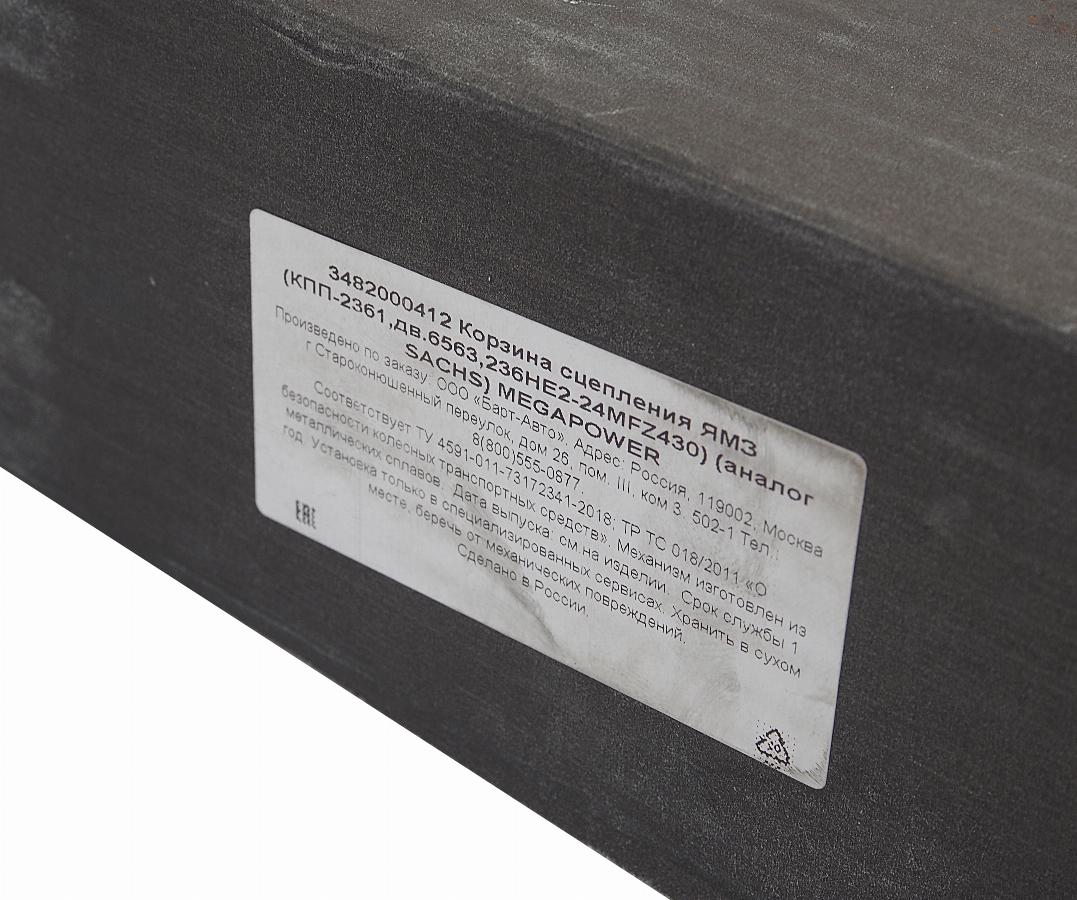 3482000412 Корзина сцепления ЯМЗ
(КПП-2361,дв.6563,236НЕ2-24MFZ430) (аналог
SACHS) MEGAPOWER
Произведено по заказу: ООО «Барт-Авто». Адрес: Россия, 119002, Москва
г Староконюшенный переулок, дом 26, пом. III, ком 3, 502-1 Тел.:
8(800)555-0677,
Соответствует ТУ 4591-011-73172341-2018; ТР ТС 018/2011 «О
безопасности колесных транспортных средств». Механизм изготовлен из
металлических сплавов. Дата выпуска: см на изделии. Срок службы 1
год. Установка только в специализированных сервисах. Хранить в сухом
месте, беречь от механических повреждений.
Сделано в России.
EAC